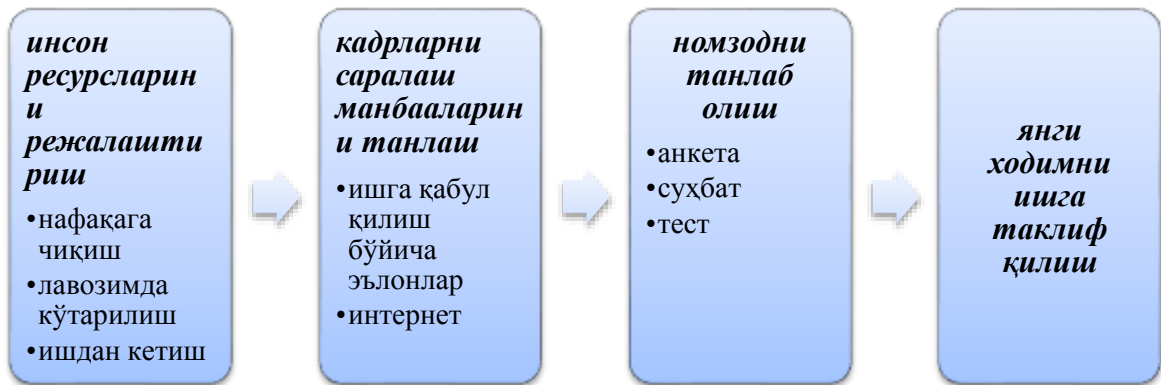 инсон
ресурсларин
и
режалашти
риш
•нафақага
чиқиш
•лавозимда
кўтарилиш
•ишдан кетиш
кадрларни
саралаш
манбааларин
и танлаш
•ишга қабул
қилиш
бўйича
эълонлар
•интернет
номзодни
танлаб
олиш
•анкета
•суҳбат
•тест
янги
ходимни
ишга
таклиф
қилиш